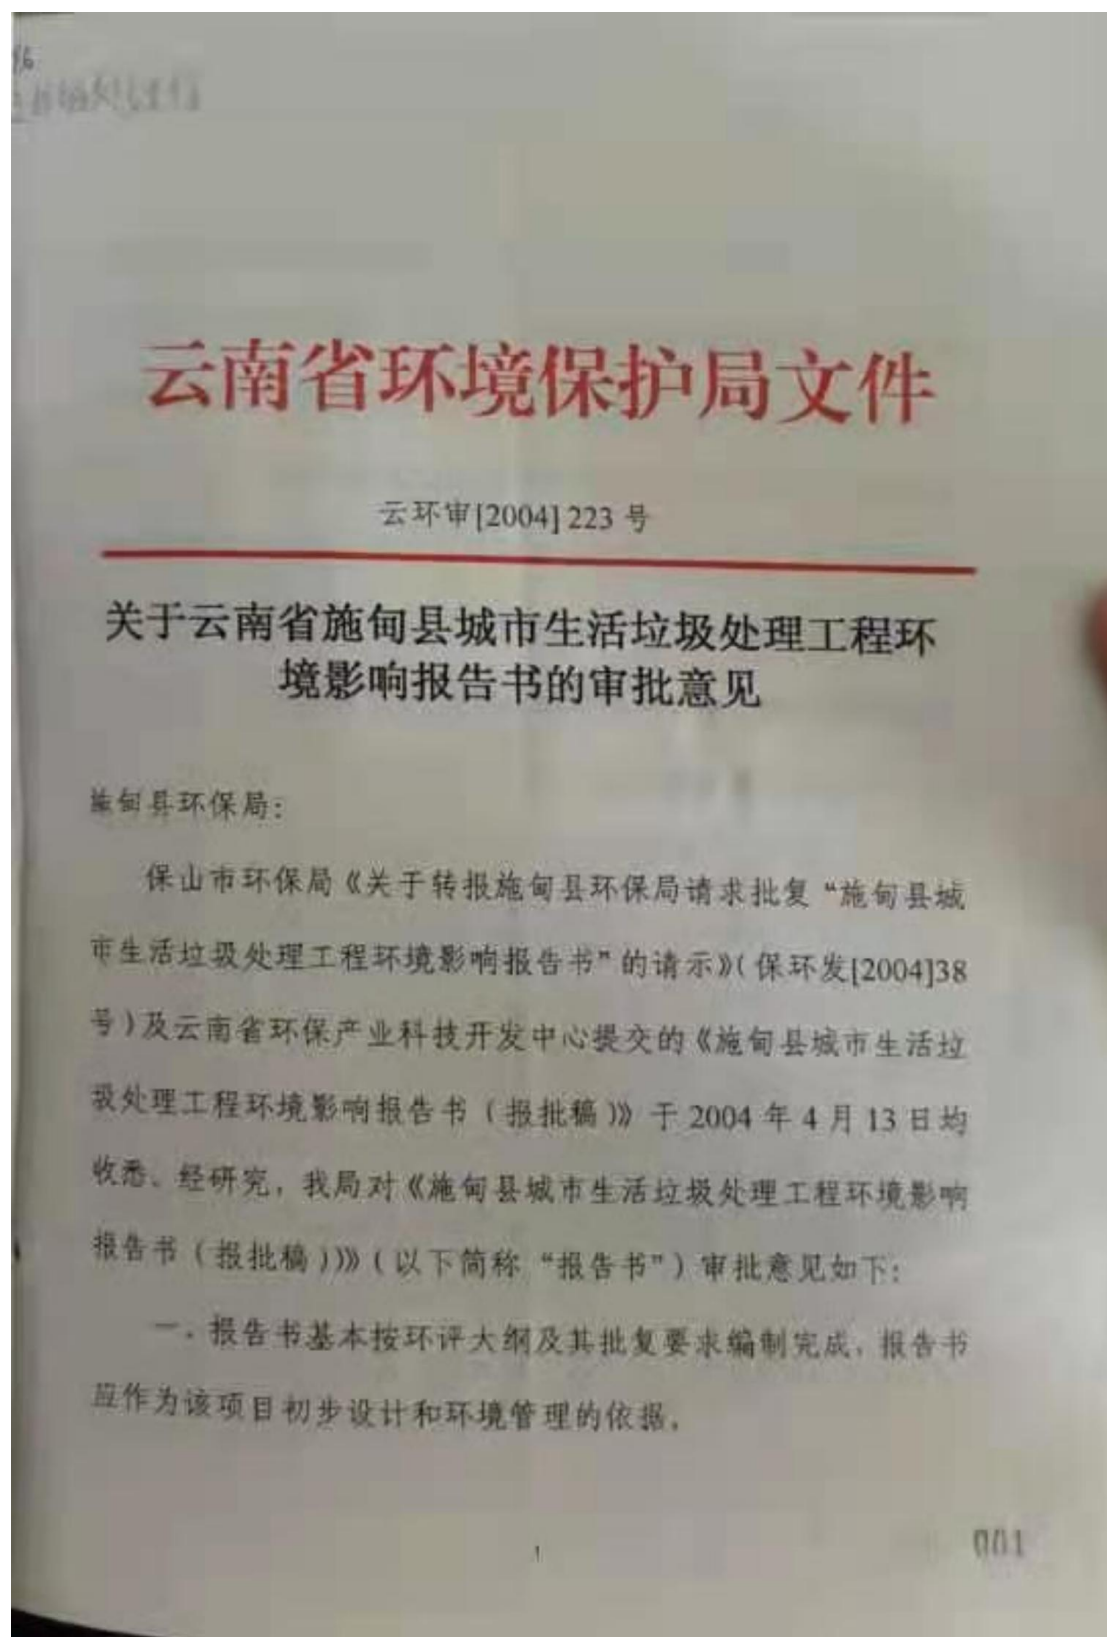 云南省环境保护局文件
云环审[2004] 223 号
关于云南省施甸县城市生活垃圾处理工程环
境影响报告书的审批意见
施甸县环保局：
保山市环保局《关于转报施甸县环保局请求批复“施甸县城
市生活垃圾处理工程环境影响报告书”的请示》（保环发[2004]38
号）及云南省环保产业科技开发中心提交的《施甸县城市生活垃
圾处理工程环境影响报告书（报批稿）》于 2004 年 4 月 13 日均
收悉、经研究，我局对《施甸县城市生活垃圾处理工程环境影响
报告书（报批稿））》（以下简称“报告书”）审批意见如下：
一、报告书基本按环评大纲及其批复要求编制完成，报告书
应作为该项目初步设计和环境管理的依据。
1
001